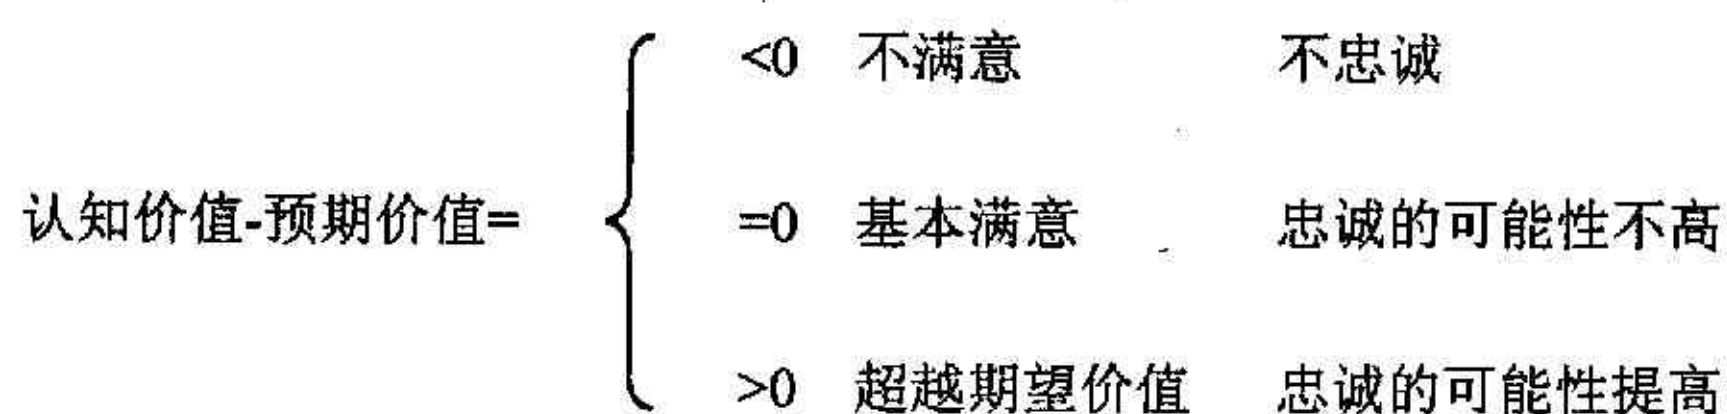 <0 不满意 不忠诚
认知价值-预期价值= =0 基本满意 忠诚的可能性不高
>0 超越期望价值 忠诚的可能性提高